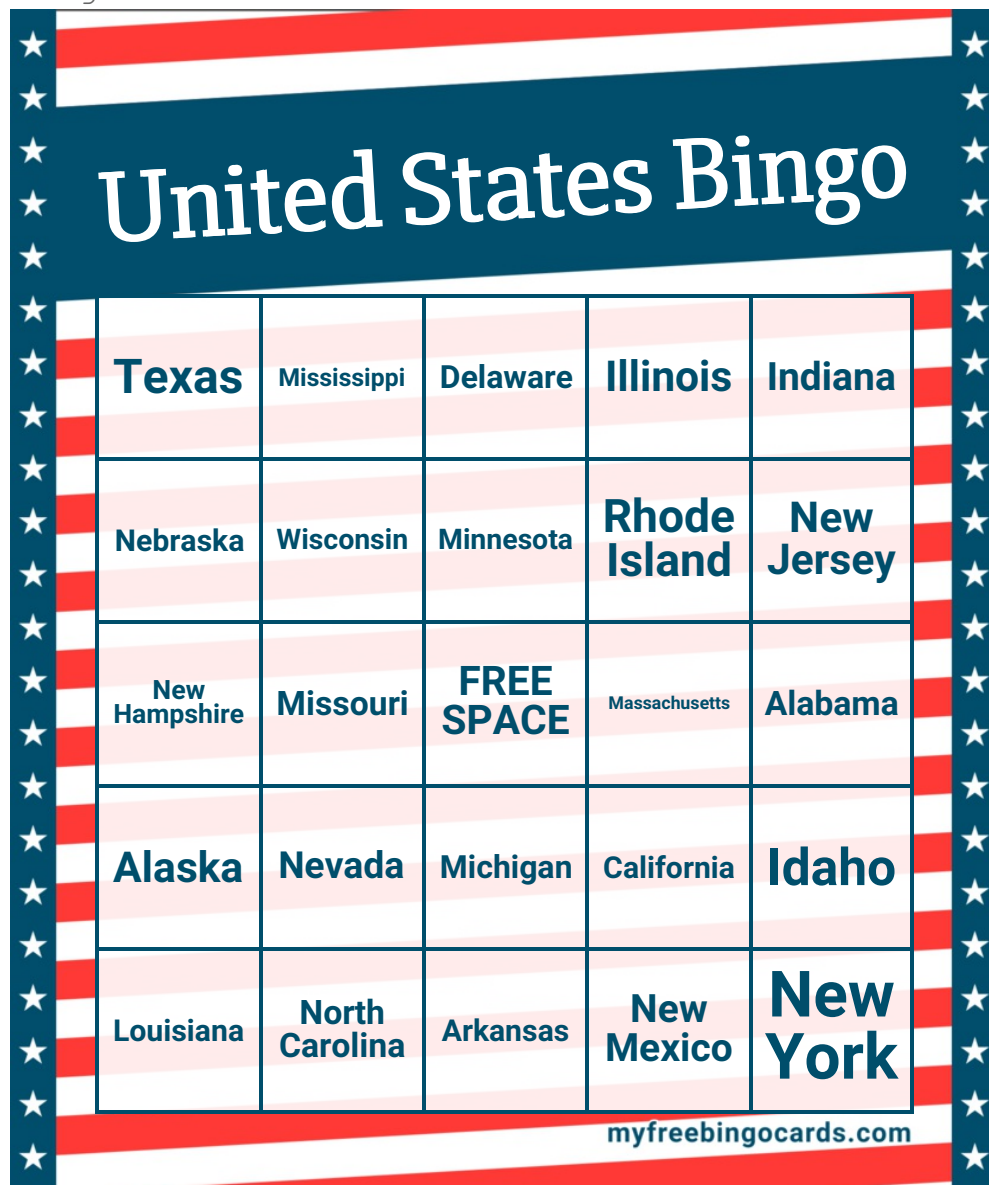 United States Bingo
Texas Mississippi Delaware Illinois Indiana
Nebraska Wisconsin Minnesota Rhode Island New Jersey
New Hampshire Missouri FREE SPACE Massachusetts Alabama
Alaska Nevada Michigan California Idaho
Louisiana North Carolina Arkansas New Mexico New York
myfreebingocards.com